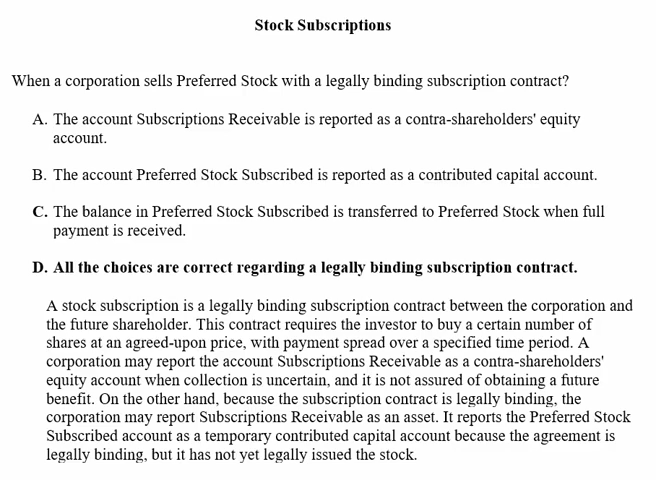 Stock Subscriptions
When a corporation sells Preferred Stock with a legally binding subscription contract?
A. The account Subscriptions Receivable is reported as a contra-shareholders' equity
account.
B. The account Preferred Stock Subscribed is reported as a contributed capital account.
C. The balance in Preferred Stock Subscribed is transferred to Preferred Stock when full
payment is received.
D. All the choices are correct regarding a legally binding subscription contract.
A stock subscription is a legally binding subscription contract between the corporation and
the future shareholder. This contract requires the investor to buy a certain number of
shares at an agreed-upon price, with payment spread over a specified time period. A
corporation may report the account Subscriptions Receivable as a contra-shareholders'
equity account when collection is uncertain, and it is not assured of obtaining a future
benefit. On the other hand, because the subscription contract is legally binding, the
corporation may report Subscriptions Receivable as an asset. It reports the Preferred Stock
Subscribed account as a temporary contributed capital account because the agreement is
legally binding, but it has not yet legally issued the stock.